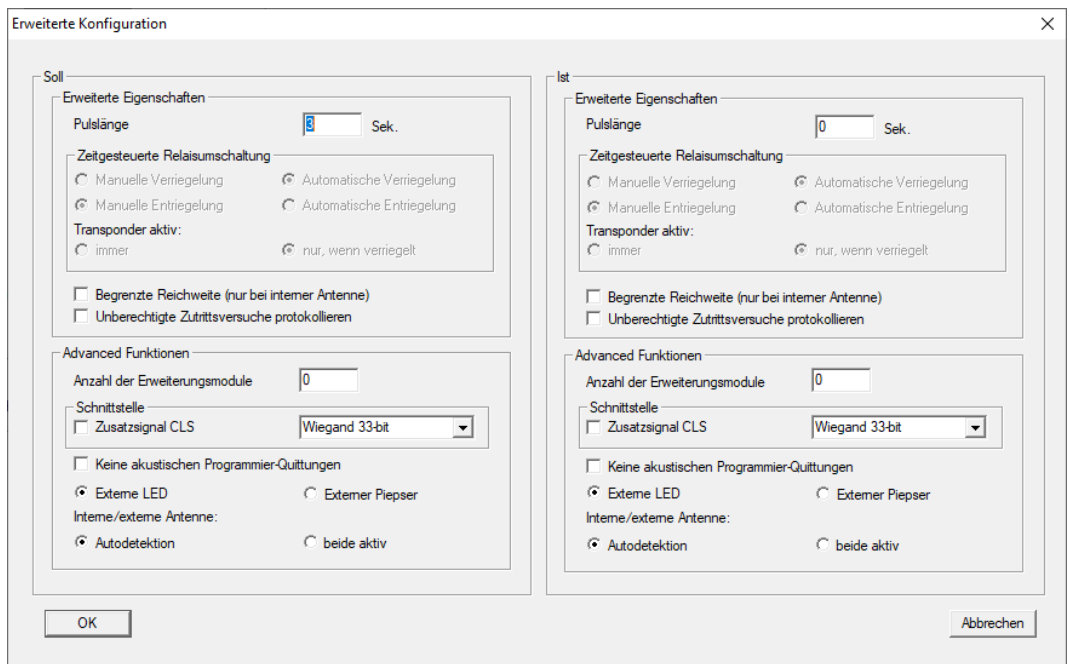 Erweiterte Konfiguration
Soll
Erweiterte Eigenschaften
Pulslänge 3 Sek.
Zeitgesteuerte Relaisumschaltung
Manuelle Verriegelung Automatische Verriegelung
Manuelle Entriegelung Automatische Entriegelung
Transponder aktiv:
immer nur, wenn verriegelt
Begrenzte Reichweite (nur bei interner Antenne)
Unberechtigte Zutrittsversuche protokollieren
Advanced Funktionen
Anzahl der Erweiterungsmodule 0
Schnittstelle
Zusatzsignal CLS Wiegand 33-bit
Keine akustischen Programmier-Quittungen
Externe LED Externer Piepser
Interne/externe Antenne:
Autodetektion beide aktiv
Ist
Erweiterte Eigenschaften
Pulslänge 0 Sek.
Zeitgesteuerte Relaisumschaltung
Manuelle Verriegelung Automatische Verriegelung
Manuelle Entriegelung Automatische Entriegelung
Transponder aktiv:
immer nur, wenn verriegelt
Begrenzte Reichweite (nur bei interner Antenne)
Unberechtigte Zutrittsversuche protokollieren
Advanced Funktionen
Anzahl der Erweiterungsmodule 0
Schnittstelle
Zusatzsignal CLS Wiegand 33-bit
Keine akustischen Programmier-Quittungen
Externe LED Externer Piepser
Interne/externe Antenne:
Autodetektion beide aktiv
OK Abbrechen